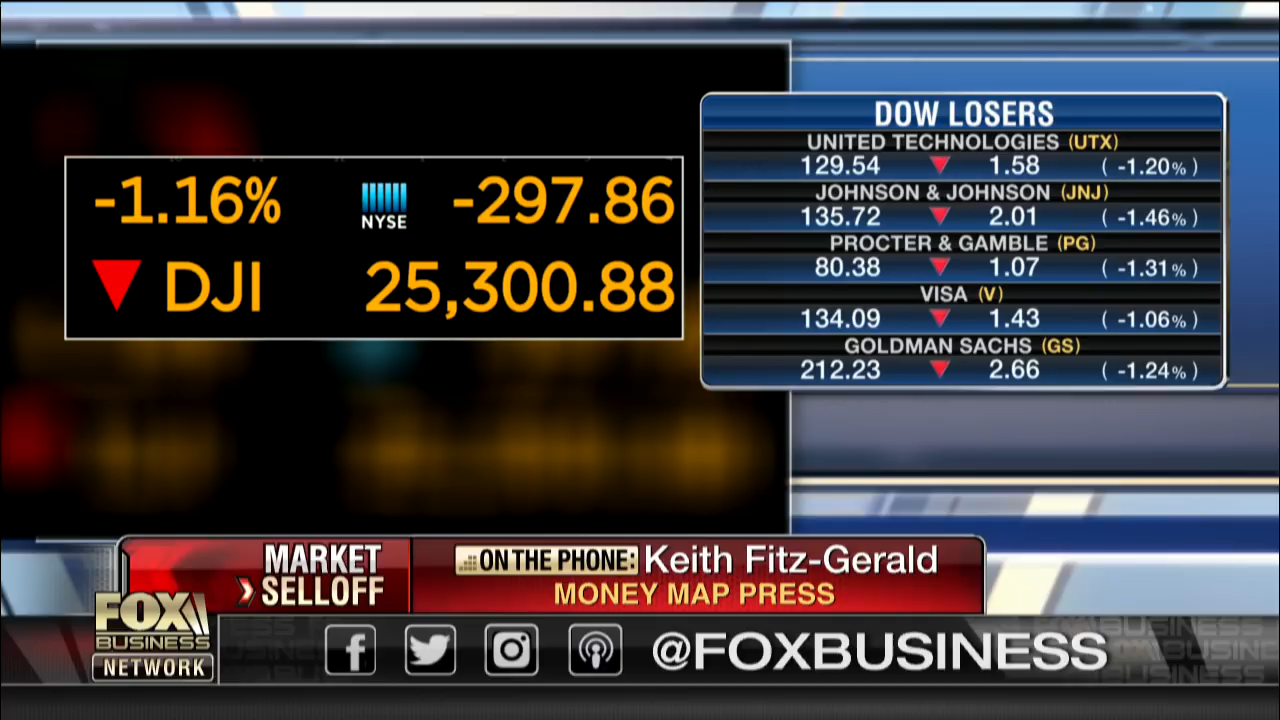 -1.16% NYSE -297.86
DJI 25,300.88
DOW LOSERS
UNITED TECHNOLOGIES (UTX)
129.54 1.58 ( -1.20% )
JOHNSON & JOHNSON (JNJ)
135.72 2.01 ( -1.46% )
PROCTER & GAMBLE (PG)
80.38 1.07 ( -1.31% )
VISA (V)
134.09 1.43 ( -1.06% )
GOLDMAN SACHS (GS)
212.23 2.66 ( -1.24% )
MARKET
SELLOFF
ON THE PHONE: Keith Fitz-Gerald
MONEY MAP PRESS
FOX
BUSINESS
NETWORK
@FOXBUSINESS